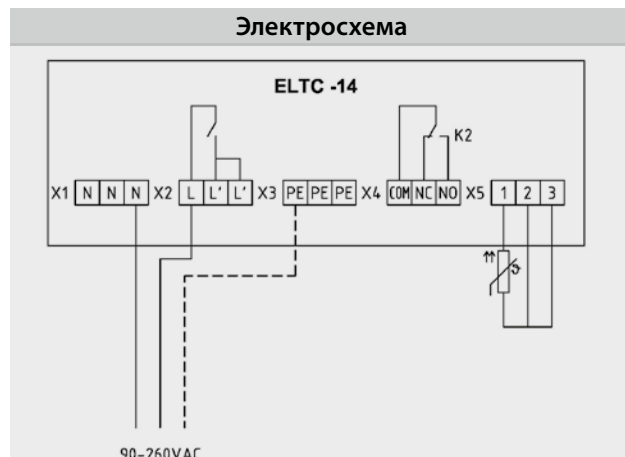 Электросхема
ELTC -14
K2
X1 N N N X2 L L' L' X3 PE PE PE X4 COM NC NO X5 1 2 3
90-260VAC